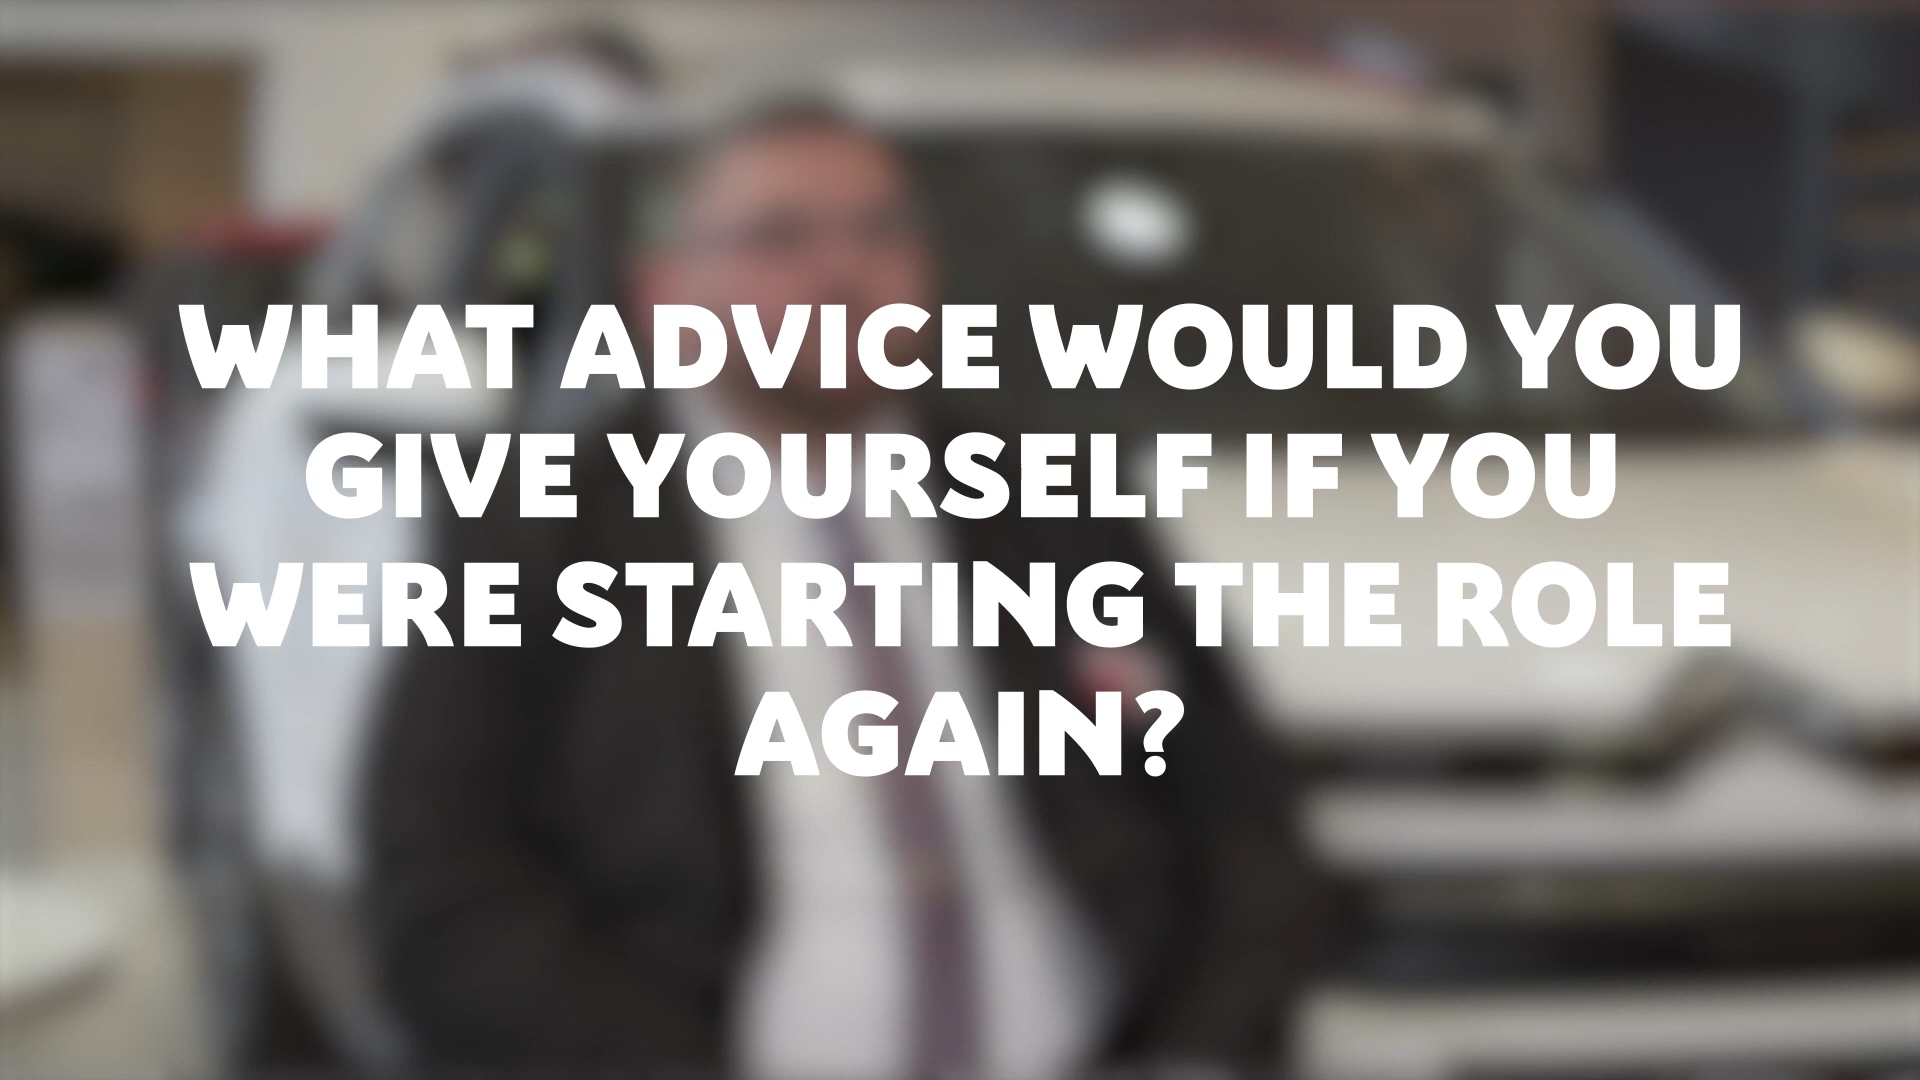 WHAT ADVICE WOULD YOU
GIVE YOURSELF IF YOU
WERE STARTING THE ROLE
AGAIN?